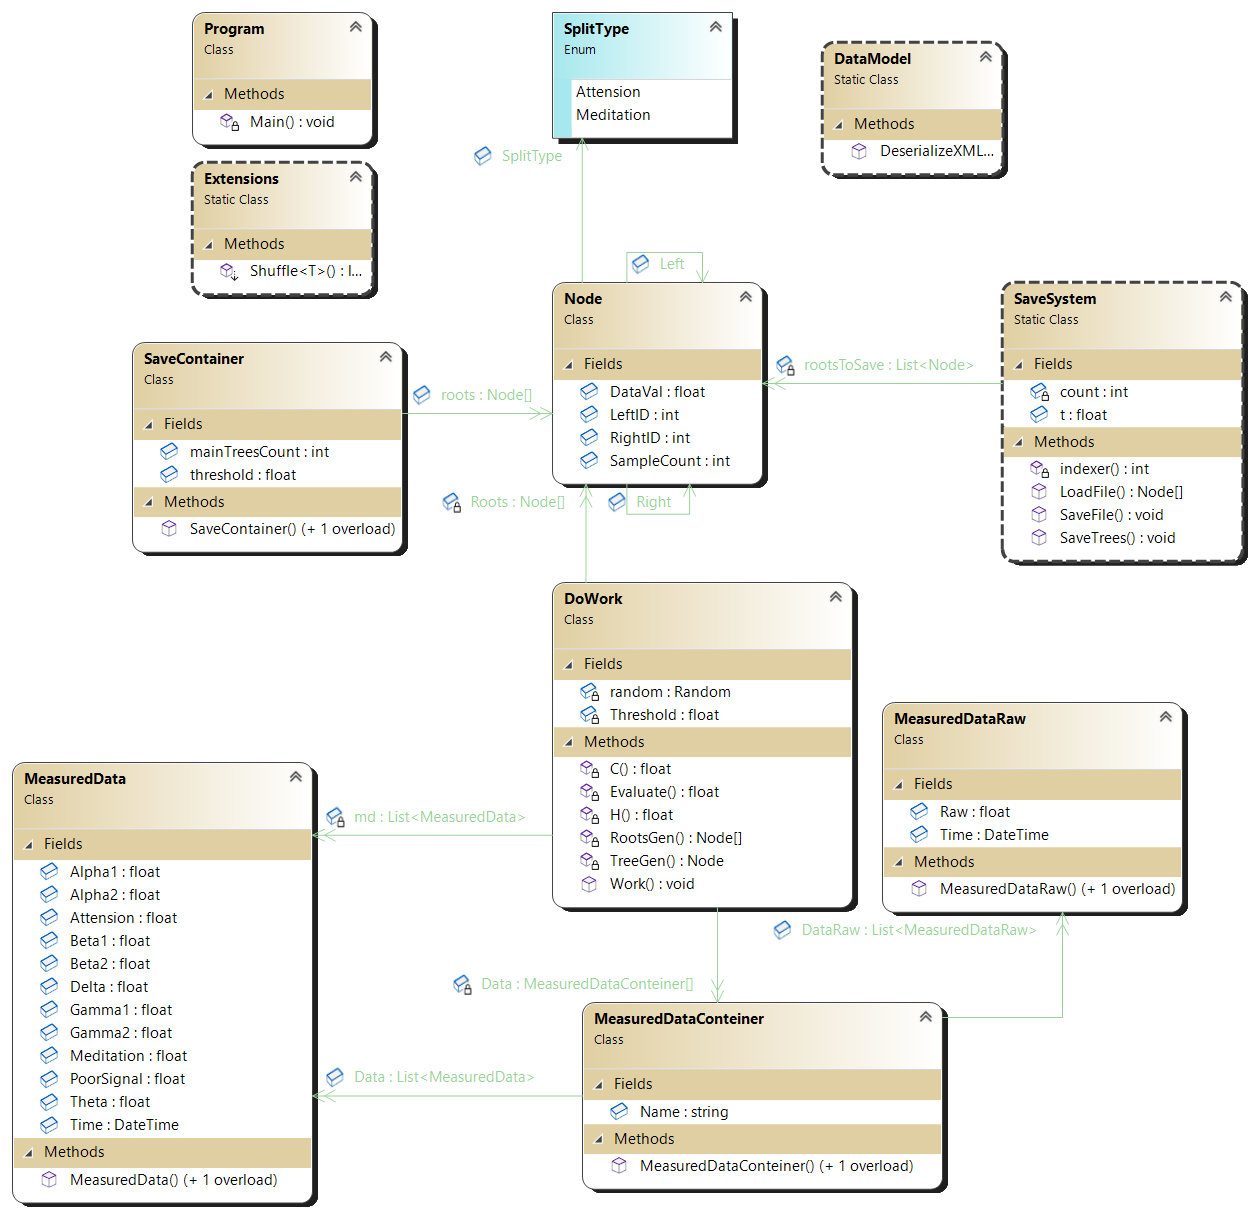 Program
Class
Methods
Main() : void
SplitType
Enum
Attension
Meditation
DataModel
Static Class
Methods
DeserializeXML...
SplitType
Extensions
Static Class
Methods
Shuffle<T>() : I...
Left
Node
Class
Fields
DataVal : float
LeftID : int
RightID : int
SampleCount : int
SaveSystem
Static Class
Fields
count : int
t : float
Methods
indexer() : int
LoadFile() : Node[]
SaveFile() : void
SaveTrees() : void
rootsToSave : List<Node>
SaveContainer
Class
Fields
mainTreesCount : int
threshold : float
Methods
SaveContainer() (+ 1 overload)
roots : Node[]
Roots : Node[]
Right
DoWork
Class
Fields
random : Random
Threshold : float
Methods
C() : float
Evaluate() : float
H() : float
RootsGen() : Node[]
TreeGen() : Node
Work() : void
MeasuredDataRaw
Class
Fields
Raw : float
Time : DateTime
Methods
MeasuredDataRaw() (+ 1 overload)
MeasuredData
Class
Fields
Alpha1 : float
Alpha2 : float
Attension : float
Beta1 : float
Beta2 : float
Delta : float
Gamma1 : float
Gamma2 : float
Meditation : float
PoorSignal : float
Theta : float
Time : DateTime
Methods
MeasuredData() (+ 1 overload)
md : List<MeasuredData>
DataRaw : List<MeasuredDataRaw>
Data : MeasuredDataConteiner[]
Data : List<MeasuredData>
MeasuredDataConteiner
Class
Fields
Name : string
Methods
MeasuredDataConteiner() (+ 1 overload)